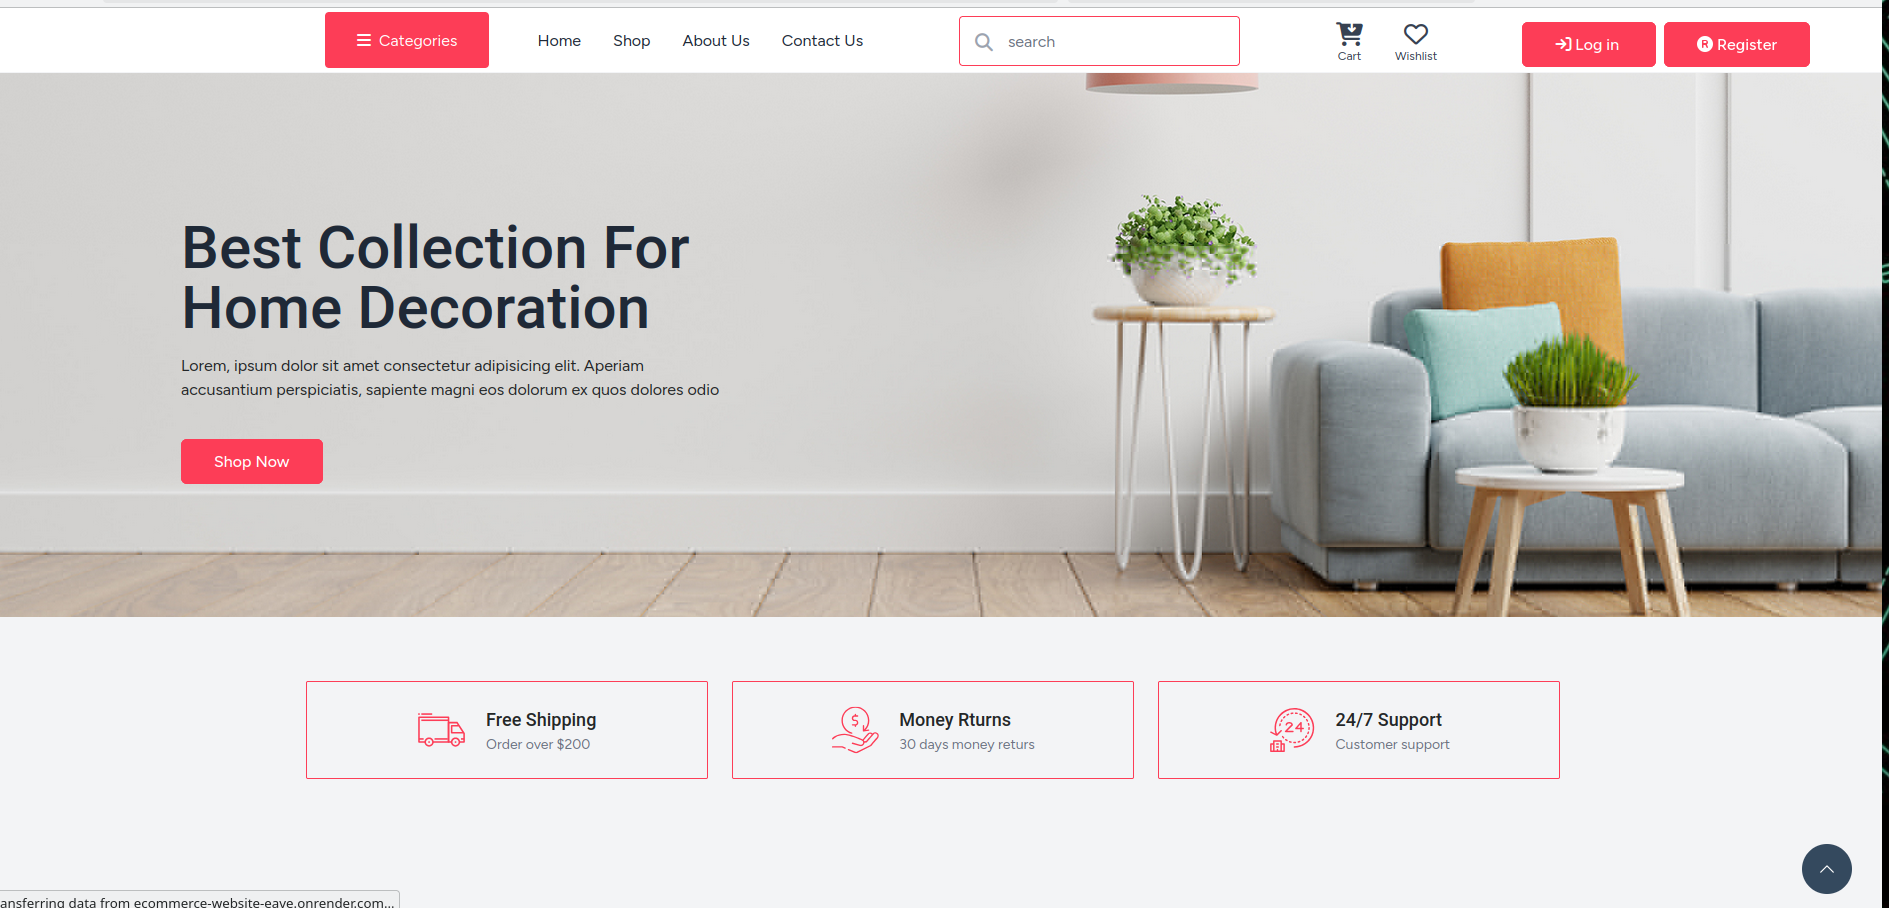 Categories
Home
Shop
About Us
Contact Us
search
Cart
Wishlist
Log in
R Register
Best Collection For
Home Decoration
Lorem, ipsum dolor sit amet consectetur adipisicing elit. Aperiam
accusantium perspiciatis, sapiente magni eos dolorum ex quos dolores odio
Shop Now
Free Shipping
Order over $200
$
Money Rturns
30 days money returs
24
24/7 Support
Customer support
ansferring data from ecommerce-website-eave.onrender.com...